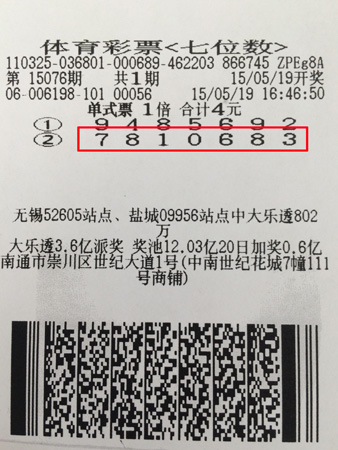 体育彩票<七位数>
110325-036801-000689-462203 866745 ZPEg8A
第 15076期 共1期 15/05/19开奖
06-006198-101 00056 15/05/19 16:46:50
单式票 1倍 合计4元
① 9 4 8 5 6 9 2
② 7 8 1 0 6 8 3
无锡52605站点、盐城09956站点中大乐透802
万
大乐透3.6亿派奖 奖池12.03亿20日加奖0.6亿
南通市崇川区世纪大道1号(中南世纪花城7幢111
号商铺)